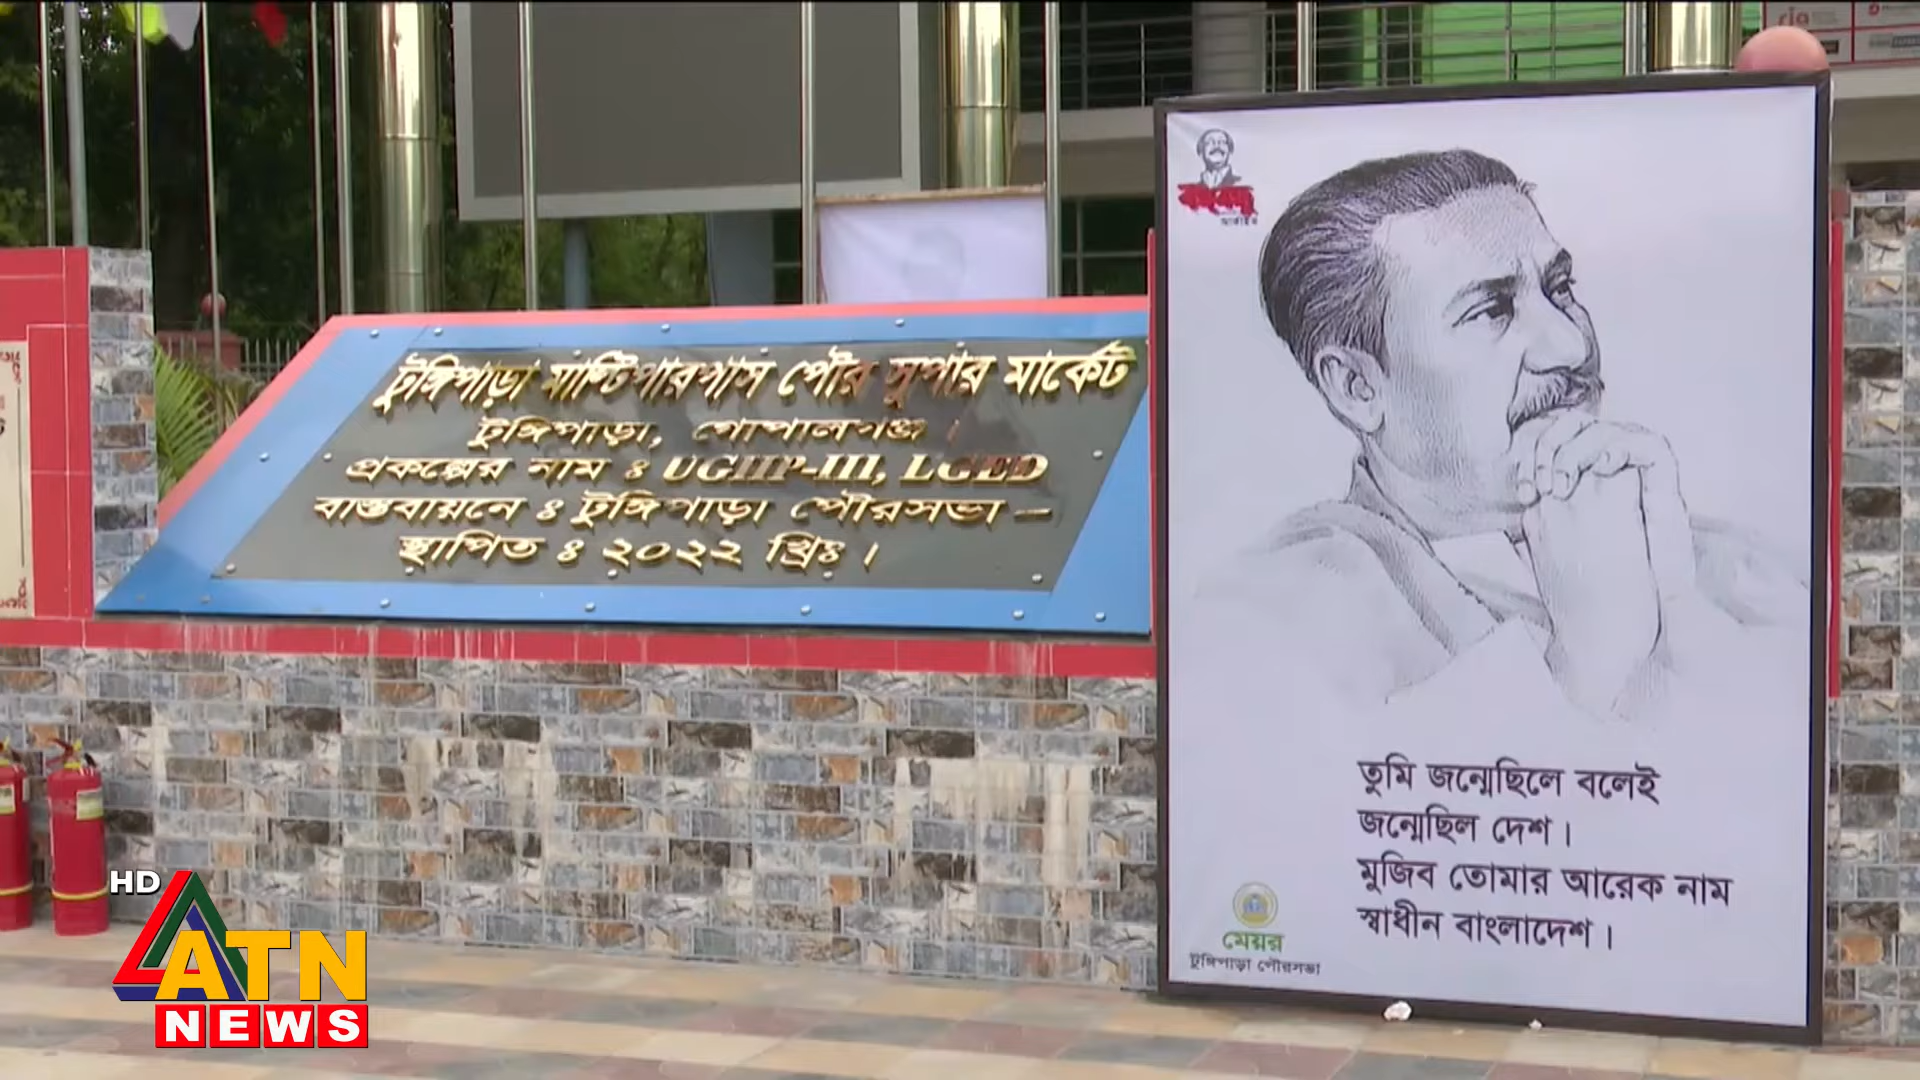 টুঙ্গিপাড়া মাল্টিপারপাস পৌর সুপার মার্কেট
টুঙ্গিপাড়া, গোপালগঞ্জ।
প্রকল্পের নাম ঃ UGIIP-III, LGED
বাস্তবায়নে ঃ টুঙ্গিপাড়া পৌরসভা –
স্থাপিত ঃ ২০২২ খ্রিঃ।
তুমি জন্মেছিলে বলেই
জন্মেছিল দেশ।
মুজিব তোমার আরেক নাম
স্বাধীন বাংলাদেশ।
মেয়র
টুঙ্গিপাড়া পৌরসভা
HD
ATN
NEWS